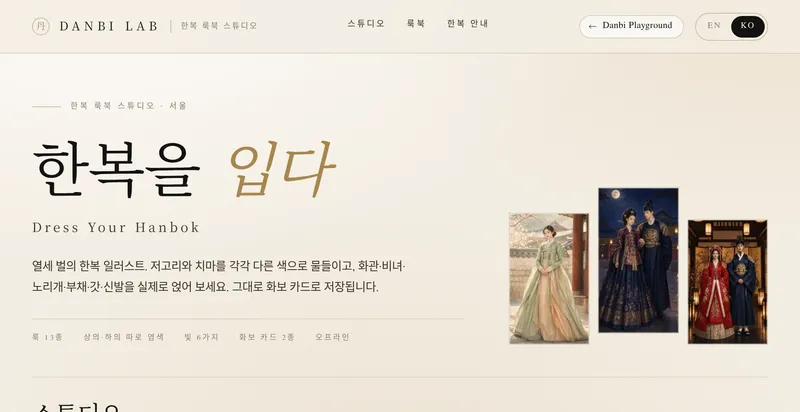 丹 DANBI LAB 한복 룩북 스튜디오
스튜디오 룩북 한복 안내
← Danbi Playground
EN KO
한복 룩북 스튜디오 · 서울
한복을 입다
Dress Your Hanbok
열세 벌의 한복 일러스트. 저고리와 치마를 각각 다른 색으로 물들이고, 화관·비녀·
노리개·부채·갓·신발을 실제로 얹어 보세요. 그대로 화보 카드로 저장됩니다.
룩 13종 상의·하의 따로 염색 빛 6가지 화보 카드 2종 오프라인
스튜디오